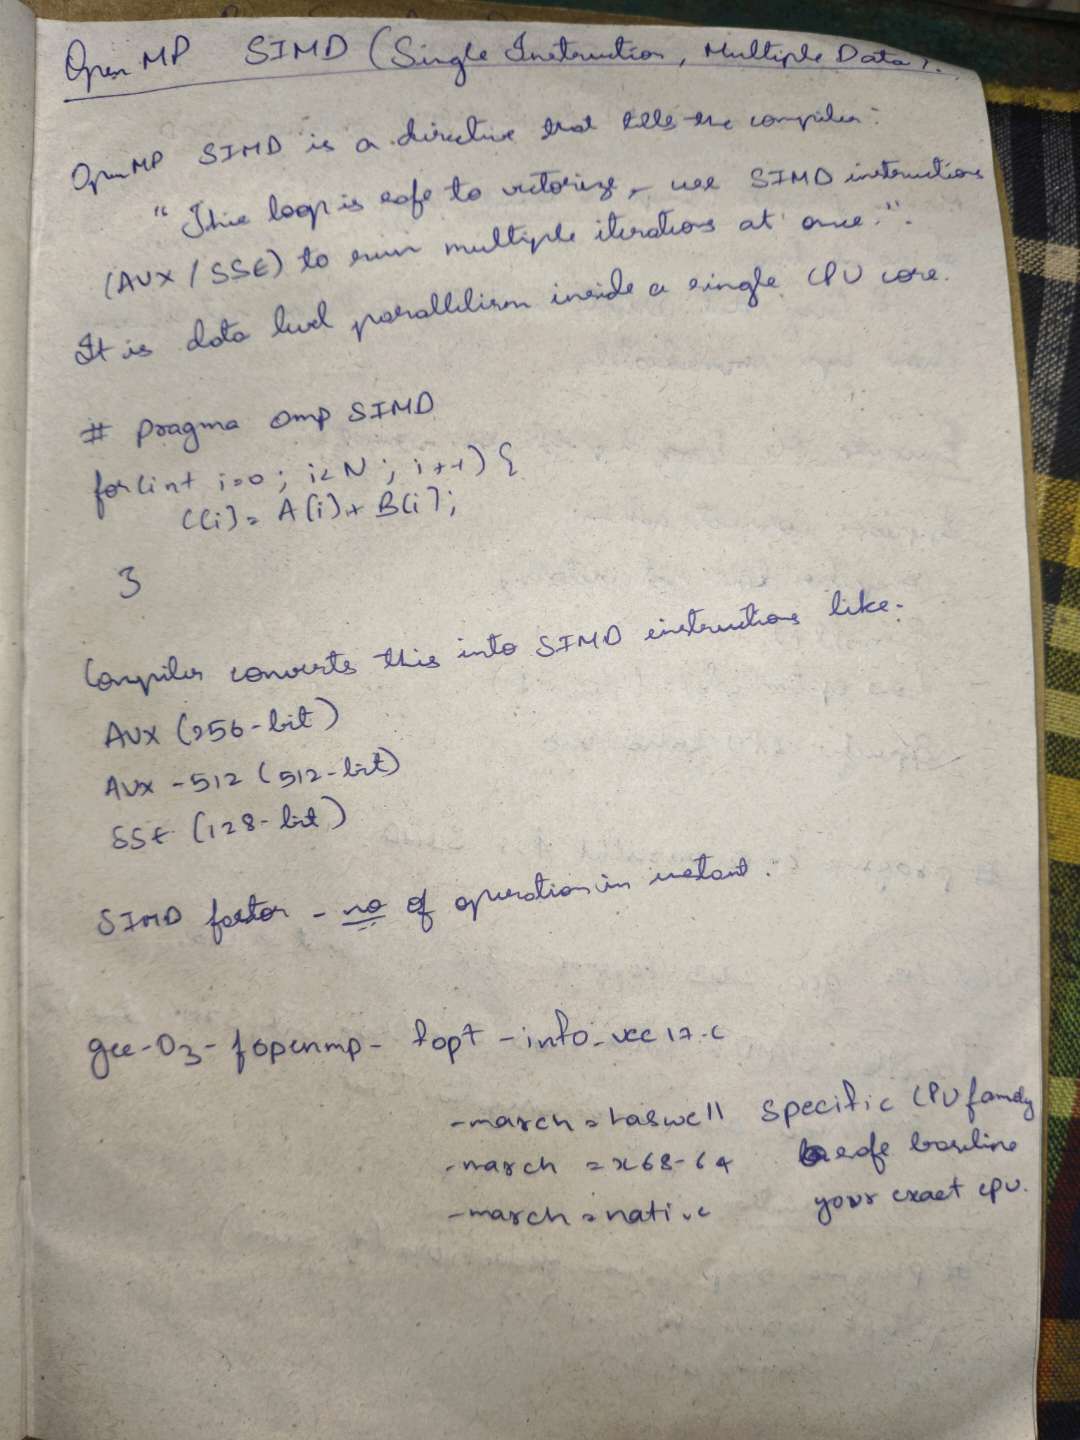 OpenMP SIMD (Single Instruction, Multiple Data).
OpenMP SIMD is a directive that tells the compiler:
"This loop is safe to vectorize, use SIMD instructions
(AVX / SSE) to run multiple iterations at once.".
It is data level parallelism inside a single CPU core.
# pragma omp SIMD
for(int i=0; i<N; i++) {
C[i]= A[i]+ B[i];
}
Compiler converts this into SIMD instructions like.
AVX (256-bit)
AVX -512 (512-bit)
SSE (128-bit)
SIMD factor - no of operation in instant.
gcc-O3-fopenmp- fopt -info-vec 17.c
-march=haswell specific CPU family
-march =x68-64 safe baseline
-march=native your exact cpu.